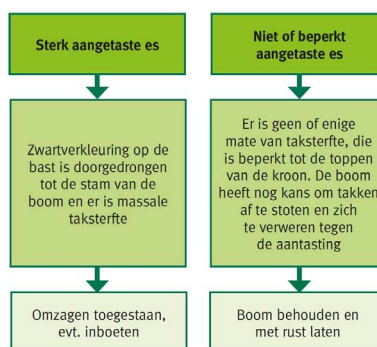 Sterk aangetaste es
Zwartverkleuring op de
bast is doorgedrongen
tot de stam van de
boom en er is massale
taksterfte
Omzagen toegestaan,
evt. inboeten
Niet of beperkt
aangetaste es
Er is geen of enige
mate van taksterfte, die
is beperkt tot de toppen
van de kroon. De boom
heeft nog kans om takken
af te stoten en zich
te verweren tegen
de aantasting
Boom behouden en
met rust laten